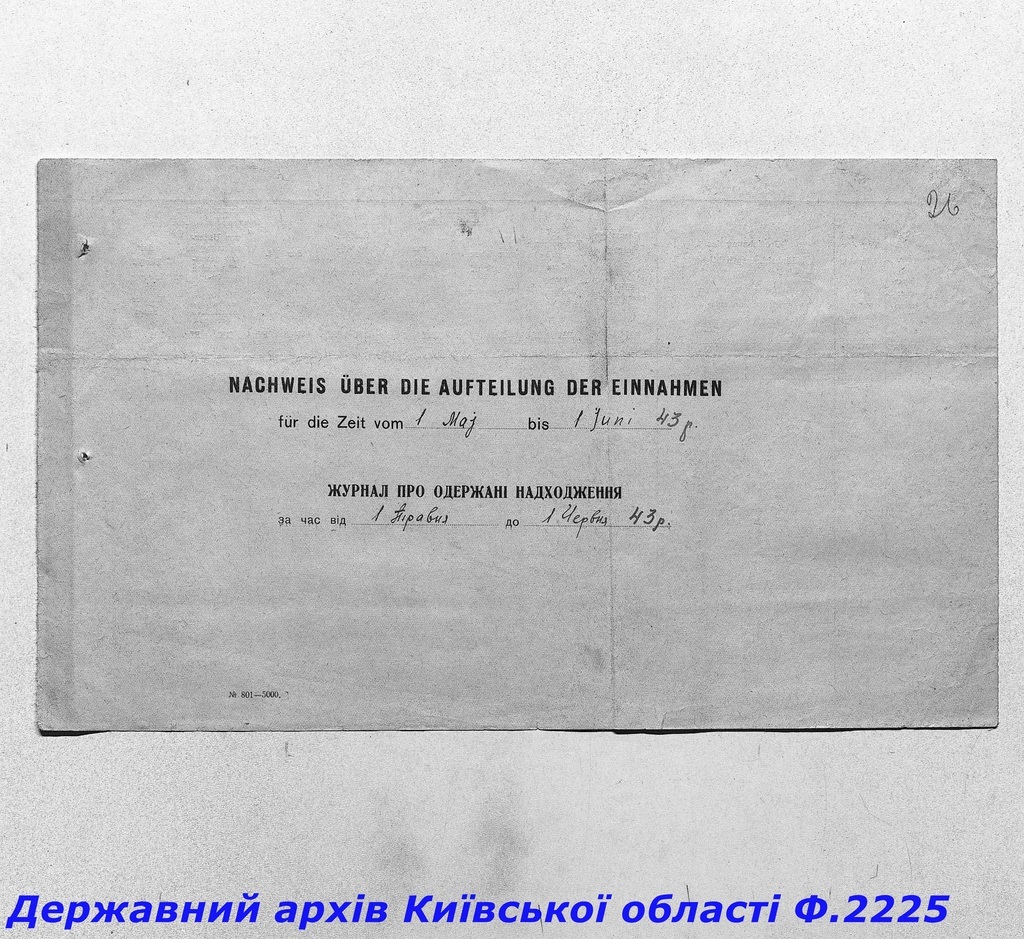 26
NACHWEIS ÜBER DIE AUFTEILUNG DER EINNAHMEN
für die Zeit vom 1 Maj bis 1 Juni 43 р.
ЖУРНАЛ ПРО ОДЕРЖАНІ НАДХОДЖЕННЯ
за час від 1 Травня до 1 Червня 43 р.
№ 801—5000.
Державний архів Київської області Ф.2225